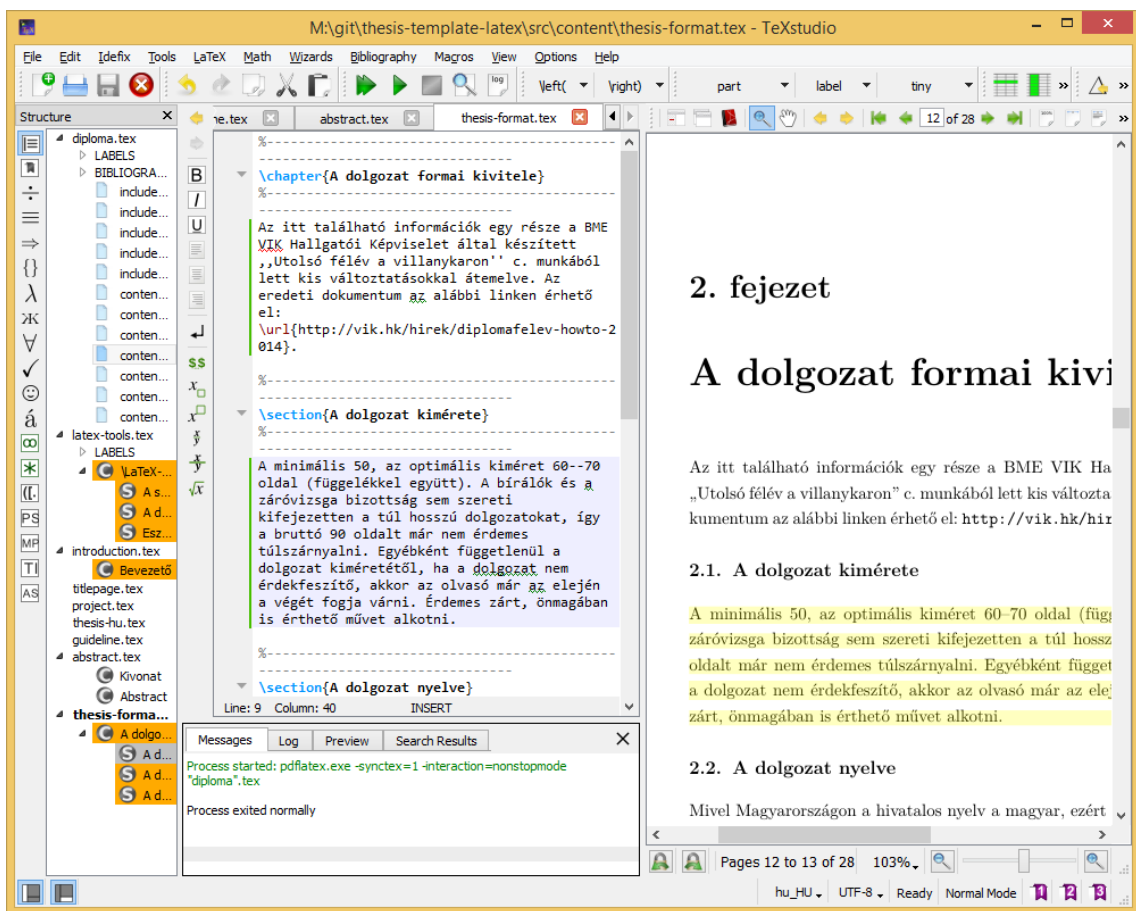 M:\git\thesis-template-latex\src\content\thesis-format.tex - TeXstudio
File Edit Idefix Tools LaTeX Math Wizards Bibliography Macros View Options Help
log \left( \right) part label tiny » »
Structure
ne.tex abstract.tex thesis-format.tex
12 of 28 »
diploma.tex
LABELS
BIBLIOGRA...
include...
include...
include...
include...
include...
conten...
conten...
conten...
conten...
conten...
conten...
conten...
latex-tools.tex
LABELS
\LaTeX-...
A s...
A d...
Esz...
introduction.tex
Bevezető
titlepage.tex
project.tex
thesis-hu.tex
guideline.tex
abstract.tex
Kivonat
Abstract
thesis-forma...
A dolgo...
A d...
A d...
A d...
÷
⇒
{}
λ
Ж
∀
á
∞
([.
PS
MP
TI
AS
B
I
U
$$
x
x
x
y
x
y
√x
%----------------------------------------------
---------------------------------
\chapter{A dolgozat formai kivitele}
%----------------------------------------------
---------------------------------
Az itt található információk egy része a BME
VIK Hallgatói Képviselet által készített
,,Utolsó félév a villanykaron'' c. munkából
lett kis változtatásokkal átemelve. Az
eredeti dokumentum az alábbi linken érhető
el:
\url{http://vik.hk/hirek/diplomafelev-howto-2
014}.
%----------------------------------------------
---------------------------------
\section{A dolgozat kimérete}
%----------------------------------------------
---------------------------------
A minimális 50, az optimális kiméret 60--70
oldal (függelékkel együtt). A bírálók és a
záróvizsga bizottság sem szereti
kifejezetten a túl hosszú dolgozatokat, így
a bruttó 90 oldalt már nem érdemes
túlszárnyalni. Egyébként függetlenül a
dolgozat kiméretétől, ha a dolgozat nem
érdekfeszítő, akkor az olvasó már az elején
a végét fogja várni. Érdemes zárt, önmagában
is érthető művet alkotni.
%----------------------------------------------
---------------------------------
\section{A dolgozat nyelve}
Line: 9 Column: 40 INSERT
Messages Log Preview Search Results
Process started: pdflatex.exe -synctex=1 -interaction=nonstopmode
"diploma".tex
Process exited normally
2. fejezet
A dolgozat formai kivi
Az itt található információk egy része a BME VIK Ha
„Utolsó félév a villanykaron” c. munkából lett kis változta
kumentum az alábbi linken érhető el: http://vik.hk/hir
2.1. A dolgozat kimérete
A minimális 50, az optimális kiméret 60–70 oldal (függ
záróvizsga bizottság sem szereti kifejezetten a túl hossz
oldalt már nem érdemes túlszárnyalni. Egyébként függet
a dolgozat nem érdekfeszítő, akkor az olvasó már az elej
zárt, önmagában is érthető művet alkotni.
2.2. A dolgozat nyelve
Mivel Magyarországon a hivatalos nyelv a magyar, ezért
Pages 12 to 13 of 28 103%
hu_HU UTF-8 Ready Normal Mode 1 2 3